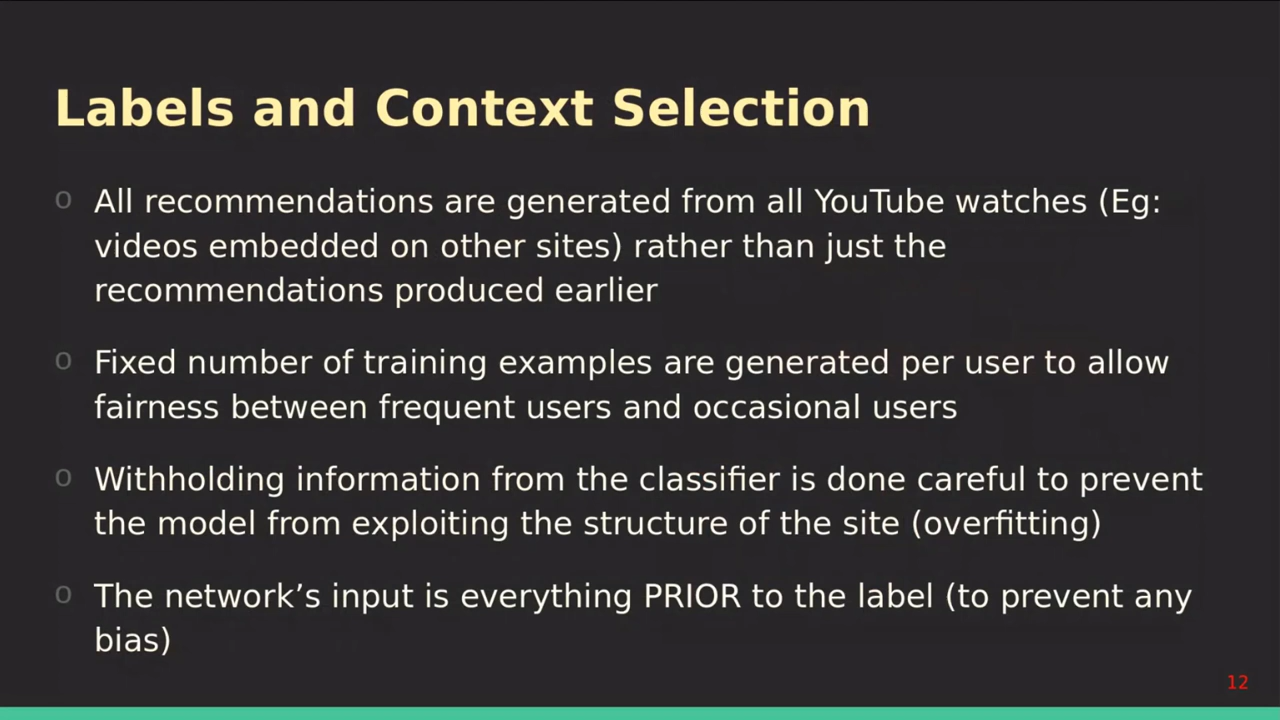 Labels and Context Selection
o All recommendations are generated from all YouTube watches (Eg:
videos embedded on other sites) rather than just the
recommendations produced earlier
o Fixed number of training examples are generated per user to allow
fairness between frequent users and occasional users
o Withholding information from the classifier is done careful to prevent
the model from exploiting the structure of the site (overfitting)
o The network’s input is everything PRIOR to the label (to prevent any
bias)
12